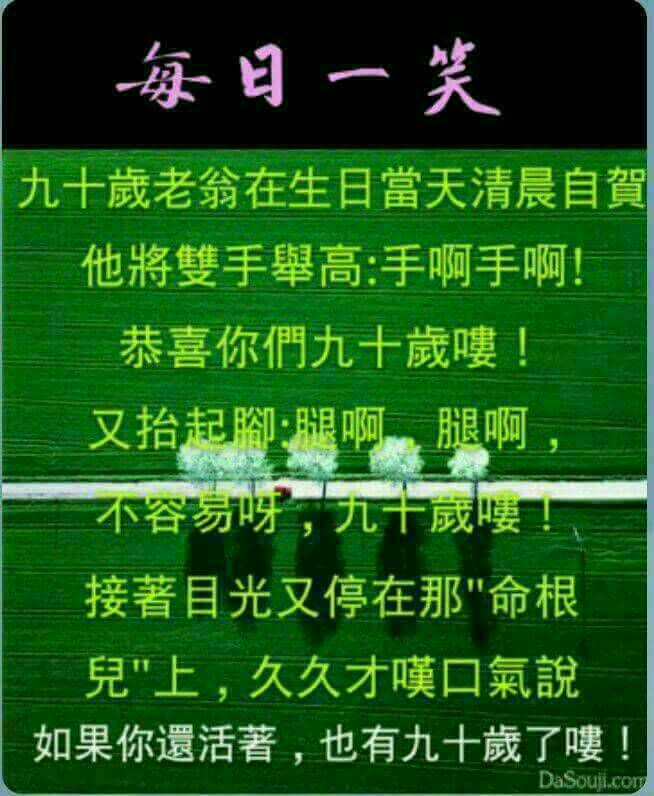 每日一笑
九十歲老翁在生日當天清晨自賀
他將雙手舉高:手啊手啊!
恭喜你們九十歲嘍！
又抬起腳:腿啊，腿啊，
不容易呀，九十歲嘍！
接著目光又停在那"命根
兒"上，久久才嘆口氣說
如果你還活著，也有九十歲了嘍！
DaSouji.com